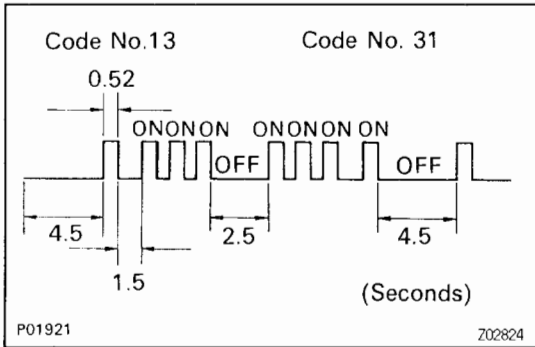 Code No.13 Code No. 31
0.52
ON ON ON ON ON ON ON
OFF OFF
4.5 2.5 4.5
1.5
(Seconds)
P01921 Z02824